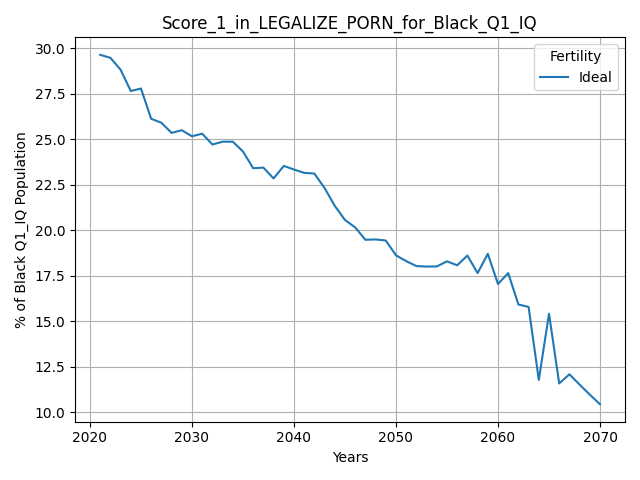 Score_1_in_LEGALIZE_PORN_for_Black_Q1_IQ
Fertility
Ideal
% of Black Q1_IQ Population
30.0
27.5
25.0
22.5
20.0
17.5
15.0
12.5
10.0
2020 2030 2040 2050 2060 2070
Years